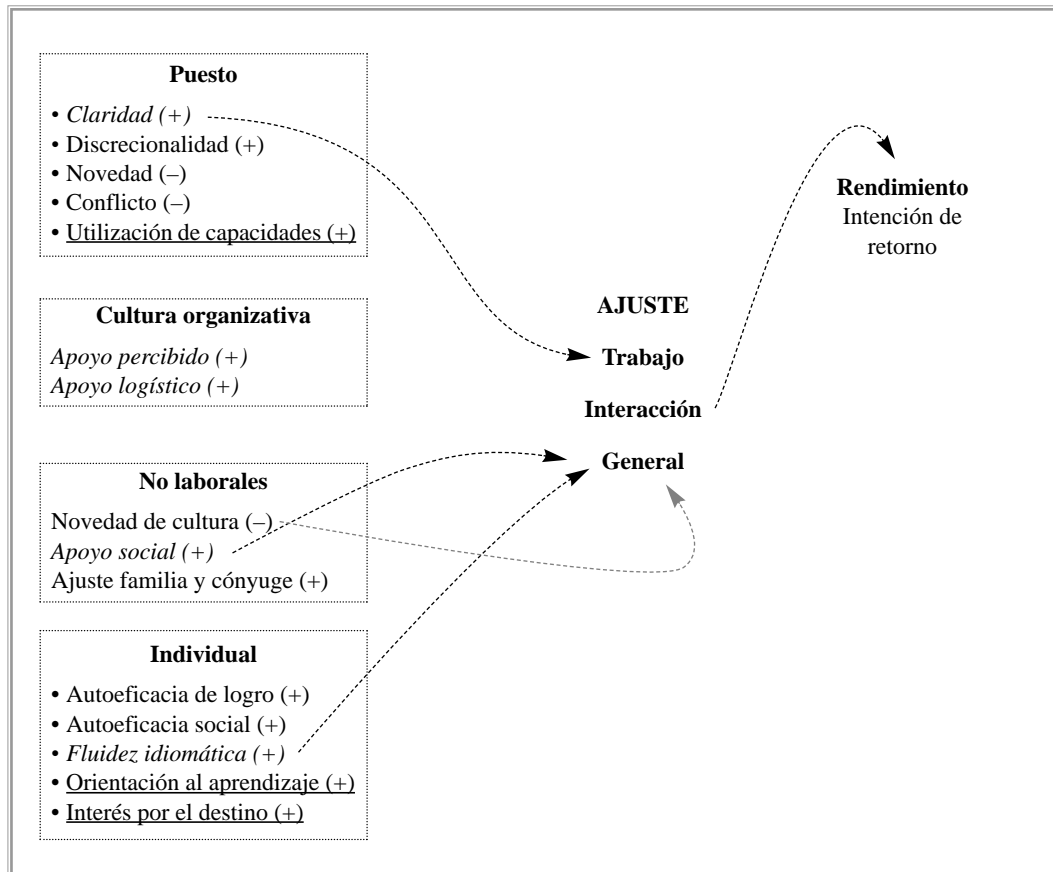 Puesto
• Claridad (+)
• Discrecionalidad (+)
• Novedad (–)
• Conflicto (–)
• Utilización de capacidades (+)
Cultura organizativa
Apoyo percibido (+)
Apoyo logístico (+)
No laborales
Novedad de cultura (–)
Apoyo social (+)
Ajuste familia y cónyuge (+)
Individual
• Autoeficacia de logro (+)
• Autoeficacia social (+)
• Fluidez idiomática (+)
• Orientación al aprendizaje (+)
• Interés por el destino (+)
AJUSTE
Trabajo
Interacción
General
Rendimiento
Intención de
retorno